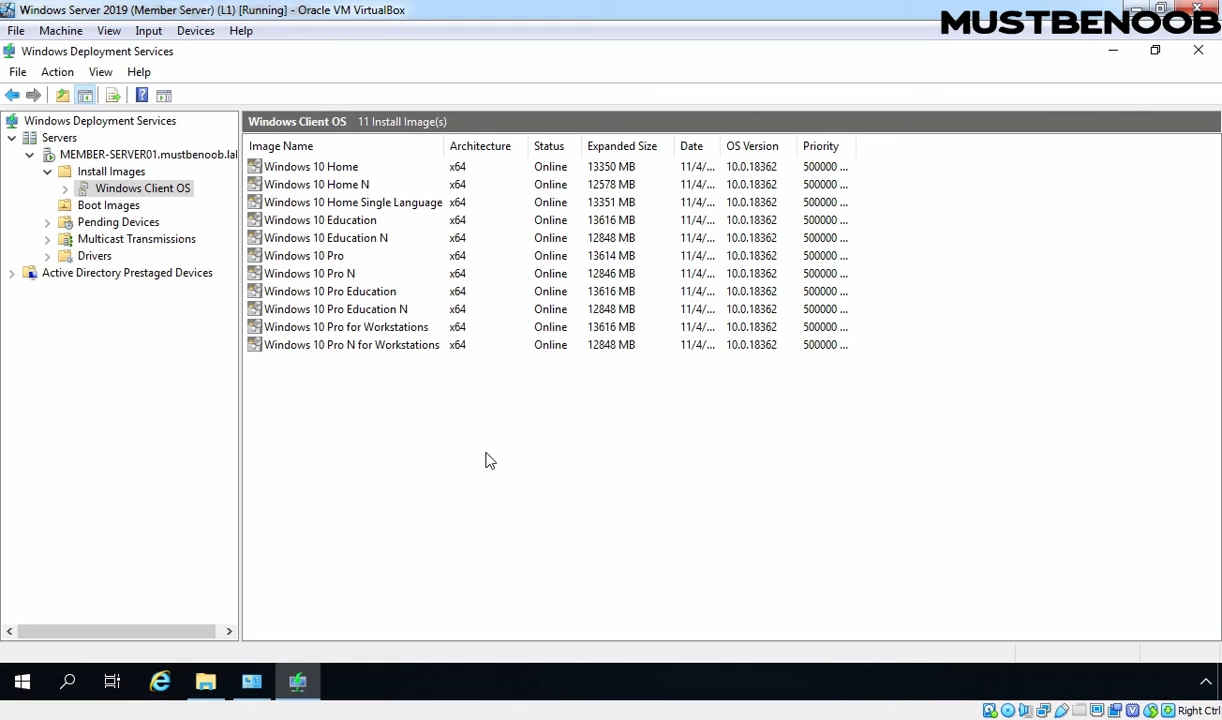 Windows Server 2019 (Member Server) (L1) [Running] - Oracle VM VirtualBox
MUSTBENOOB
File Machine View Input Devices Help
Windows Deployment Services
File Action View Help
Windows Deployment Services
Servers
MEMBER-SERVER01.mustbenoob.lal
Install Images
Windows Client OS
Boot Images
Pending Devices
Multicast Transmissions
Drivers
Active Directory Prestaged Devices
Windows Client OS 11 Install Image(s)
Image Name Architecture Status Expanded Size Date OS Version Priority
Windows 10 Home x64 Online 13350 MB 11/4/... 10.0.18362 500000 ...
Windows 10 Home N x64 Online 12578 MB 11/4/... 10.0.18362 500000 ...
Windows 10 Home Single Language x64 Online 13351 MB 11/4/... 10.0.18362 500000 ...
Windows 10 Education x64 Online 13616 MB 11/4/... 10.0.18362 500000 ...
Windows 10 Education N x64 Online 12848 MB 11/4/... 10.0.18362 500000 ...
Windows 10 Pro x64 Online 13614 MB 11/4/... 10.0.18362 500000 ...
Windows 10 Pro N x64 Online 12846 MB 11/4/... 10.0.18362 500000 ...
Windows 10 Pro Education x64 Online 13616 MB 11/4/... 10.0.18362 500000 ...
Windows 10 Pro Education N x64 Online 12848 MB 11/4/... 10.0.18362 500000 ...
Windows 10 Pro for Workstations x64 Online 13616 MB 11/4/... 10.0.18362 500000 ...
Windows 10 Pro N for Workstations x64 Online 12848 MB 11/4/... 10.0.18362 500000 ...
Right Ctrl